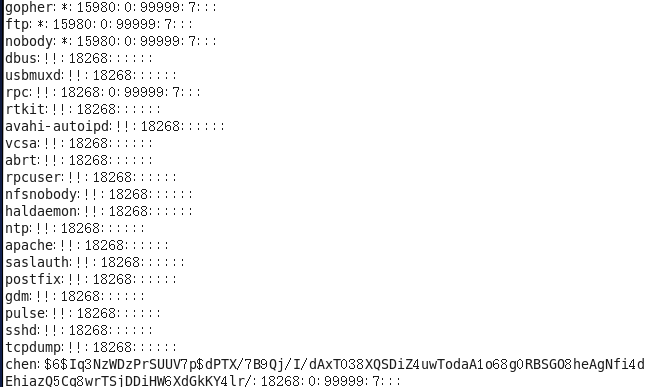 gopher:*:15980:0:99999:7:::
ftp:*:15980:0:99999:7:::
nobody:*:15980:0:99999:7:::
dbus:!!:18268::::::
usbmuxd:!!:18268::::::
rpc:!!:18268:0:99999:7:::
rtkit:!!:18268::::::
avahi-autoipd:!!:18268::::::
vcsa:!!:18268::::::
abrt:!!:18268::::::
rpcuser:!!:18268::::::
nfsnobody:!!:18268::::::
haldaemon:!!:18268::::::
ntp:!!:18268::::::
apache:!!:18268::::::
saslauth:!!:18268::::::
postfix:!!:18268::::::
gdm:!!:18268::::::
pulse:!!:18268::::::
sshd:!!:18268::::::
tcpdump:!!:18268::::::
chen:$6$Iq3NzWDzPrSUUV7p$dPTX/7B9Qj/I/dAxT038XQSDiZ4uwTodaA1o68g0RBSGO8heAgNfi4d
EhiazQ5Cq8wrTSjDDiHW6XdGkKY4lr/:18268:0:99999:7:::